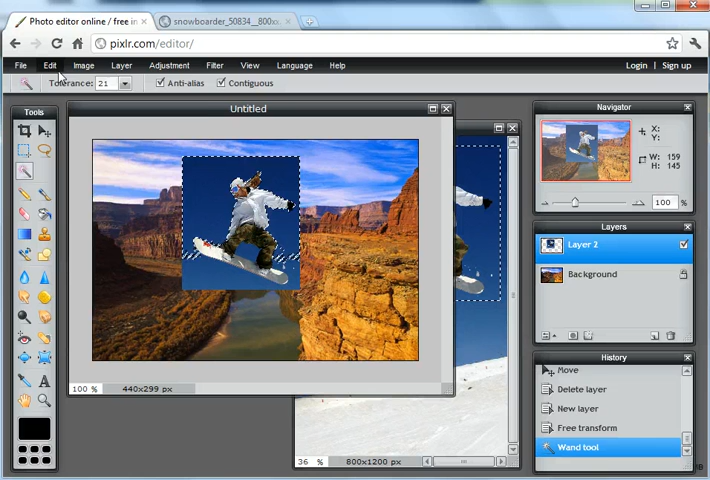 Photo editor online / free in
snowboarder_50834__800xx
pixlr.com/editor/
File Edit Image Layer Adjustment Filter View Language Help Login | Sign up
Tolerance: 21 Anti-alias Contiguous
Tools
Untitled
100 % 440x299 px
36 % 800x1200 px
Navigator
X:
Y:
W: 159
H: 145
100 %
Layers
Layer 2
Background
History
Move
Delete layer
New layer
Free transform
Wand tool